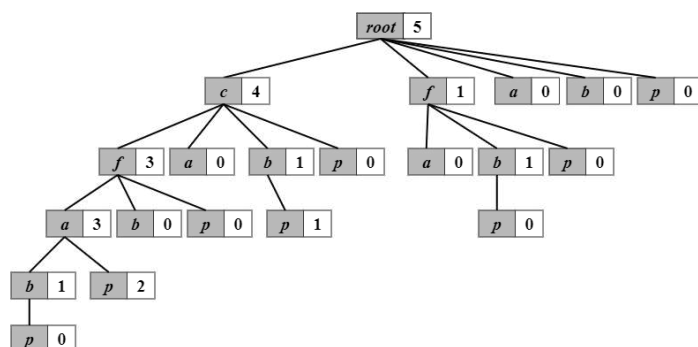 root 5
c 4 f 1 a 0 b 0 p 0
f 3 a 0 b 1 p 0 a 0 b 1 p 0
a 3 b 0 p 0 p 1 p 0
b 1 p 2
p 0